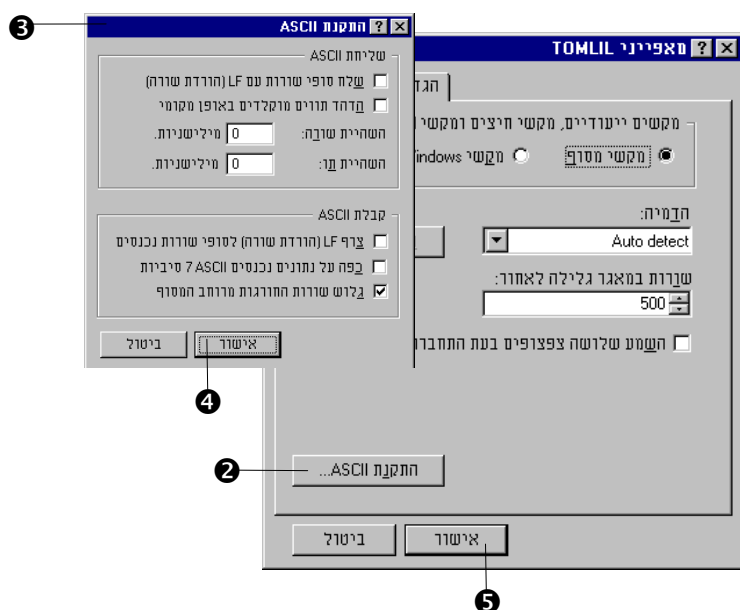 ❸
התקנת ASCII
שליחת ASCII
שלח סופי שורות עם LF (הורדת שורה)
הדהד תווים מוקלדים באופן מקומי
השהיית שורה: 0 מילישניות.
השהיית תו: 0 מילישניות.
קבלת ASCII
צרף LF (הורדת שורה) לסופי שורות נכנסים
כפה על נתונים נכנסים ASCII 7 סיביות
גלוש שורות החורגות מרוחב המסוף
אישור ביטול
❹
מאפייני TOMLIL
הגד
מקשים ייעודיים, מקשי חיצים ומקשי
מקשי מסוף מקשי Windows
הדמיה:
Auto detect
שורות במאגר גלילה לאחור:
500
השמע שלושה צפצופים בעת התחברו
התקנת ASCII...
❷
אישור ביטול
❺